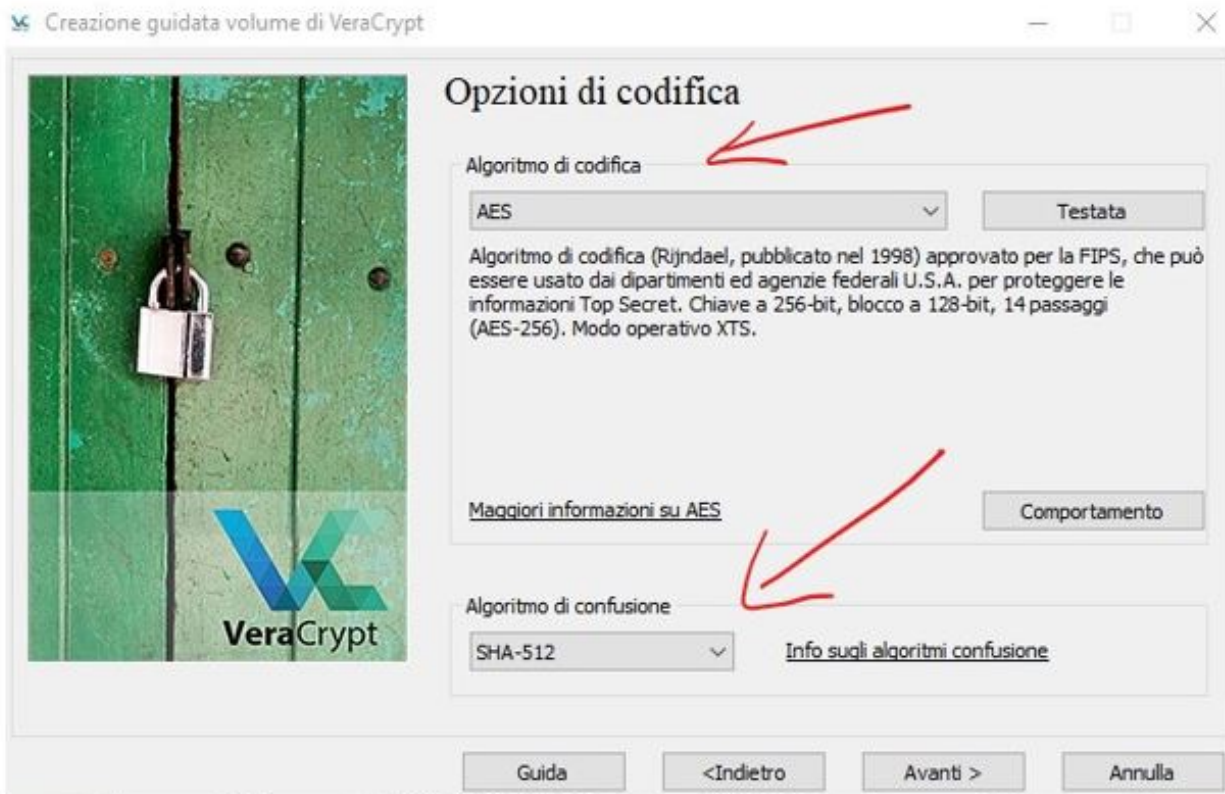 Creazione guidata volume di VeraCrypt
Opzioni di codifica
Algoritmo di codifica
AES
Testata
Algoritmo di codifica (Rijndael, pubblicato nel 1998) approvato per la FIPS, che può
essere usato dai dipartimenti ed agenzie federali U.S.A. per proteggere le
informazioni Top Secret. Chiave a 256-bit, blocco a 128-bit, 14 passaggi
(AES-256). Modo operativo XTS.
Maggiori informazioni su AES
Comportamento
VeraCrypt
Algoritmo di confusione
SHA-512
Info sugli algoritmi confusione
Guida
<Indietro
Avanti >
Annulla